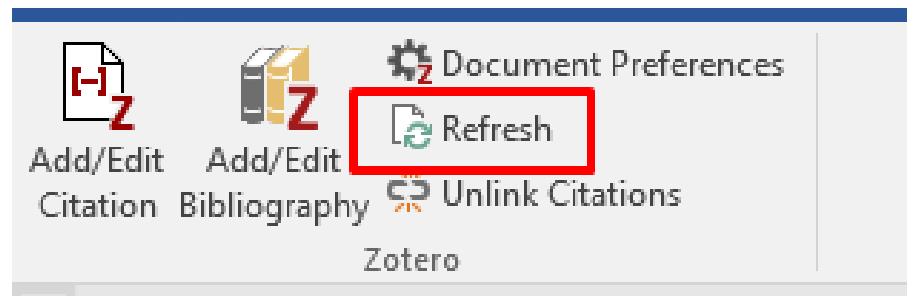 Document Preferences
Refresh
Add/Edit Add/Edit
Citation Bibliography
Unlink Citations
Zotero